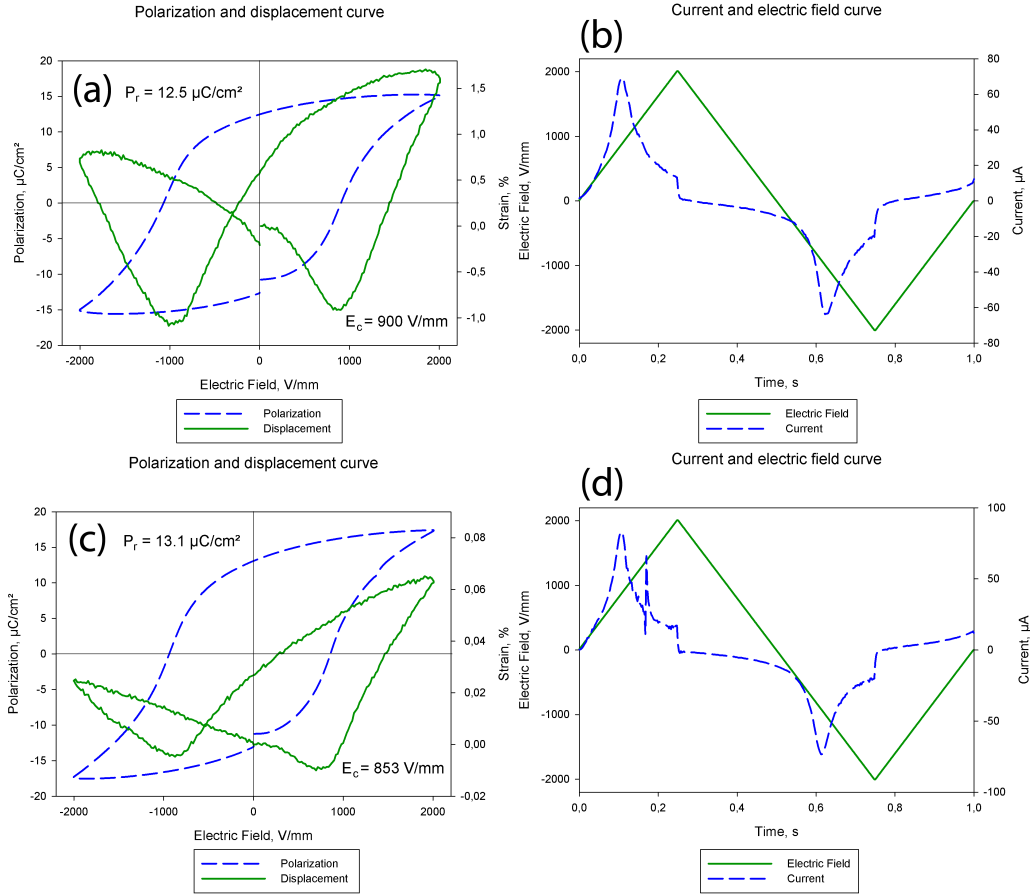 Polarization and displacement curve
(a)
P_r = 12.5 µC/cm²
E_c = 900 V/mm
Polarization, µC/cm²
20
15
10
5
0
-5
-10
-15
-20
-2000 -1000 0 1000 2000
Electric Field, V/mm
Strain, %
1,5
1,0
0,5
0,0
-0,5
-1,0
Polarization
Displacement
Current and electric field curve
(b)
Electric Field, V/mm
2000
1000
0
-1000
-2000
0,0 0,2 0,4 0,6 0,8 1,0
Time, s
Current, µA
80
60
40
20
0
-20
-40
-60
-80
Electric Field
Current
Polarization and displacement curve
(c)
P_r = 13.1 µC/cm²
E_c = 853 V/mm
Polarization, µC/cm²
20
15
10
5
0
-5
-10
-15
-20
-2000 -1000 0 1000 2000
Electric Field, V/mm
Strain, %
0,08
0,06
0,04
0,02
0,00
-0,02
Polarization
Displacement
Current and electric field curve
(d)
Electric Field, V/mm
2000
1000
0
-1000
-2000
0,0 0,2 0,4 0,6 0,8 1,0
Time, s
Current, µA
100
50
0
-50
-100
Electric Field
Current